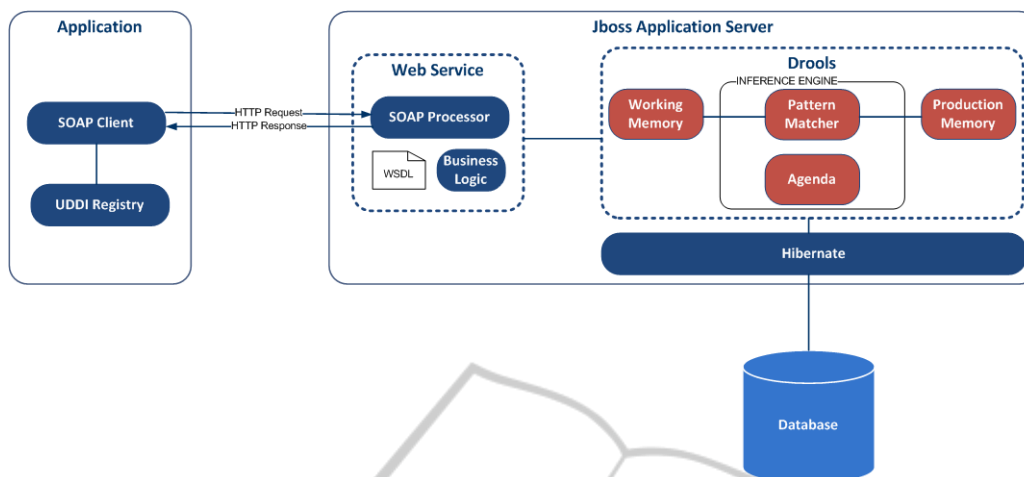 Application
SOAP Client
UDDI Registry
HTTP Request
HTTP Response
Jboss Application Server
Web Service
SOAP Processor
WSDL
Business
Logic
Drools
INFERENCE ENGINE
Working
Memory
Pattern
Matcher
Production
Memory
Agenda
Hibernate
Database